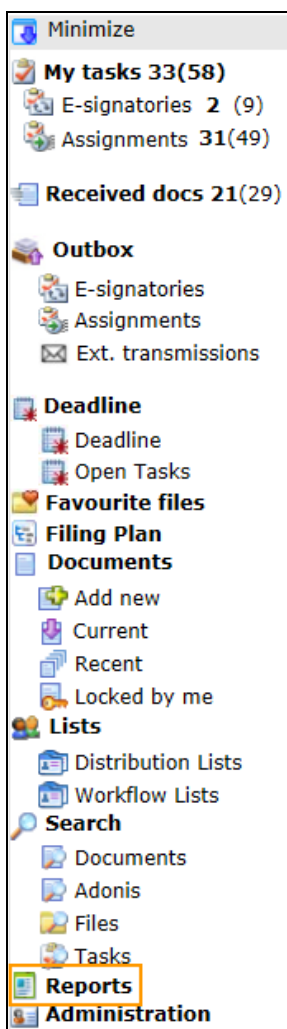 Minimize
My tasks 33(58)
E-signatories 2 (9)
Assignments 31(49)
Received docs 21(29)
Outbox
E-signatories
Assignments
Ext. transmissions
Deadline
Deadline
Open Tasks
Favourite files
Filing Plan
Documents
Add new
Current
Recent
Locked by me
Lists
Distribution Lists
Workflow Lists
Search
Documents
Adonis
Files
Tasks
Reports
Administration